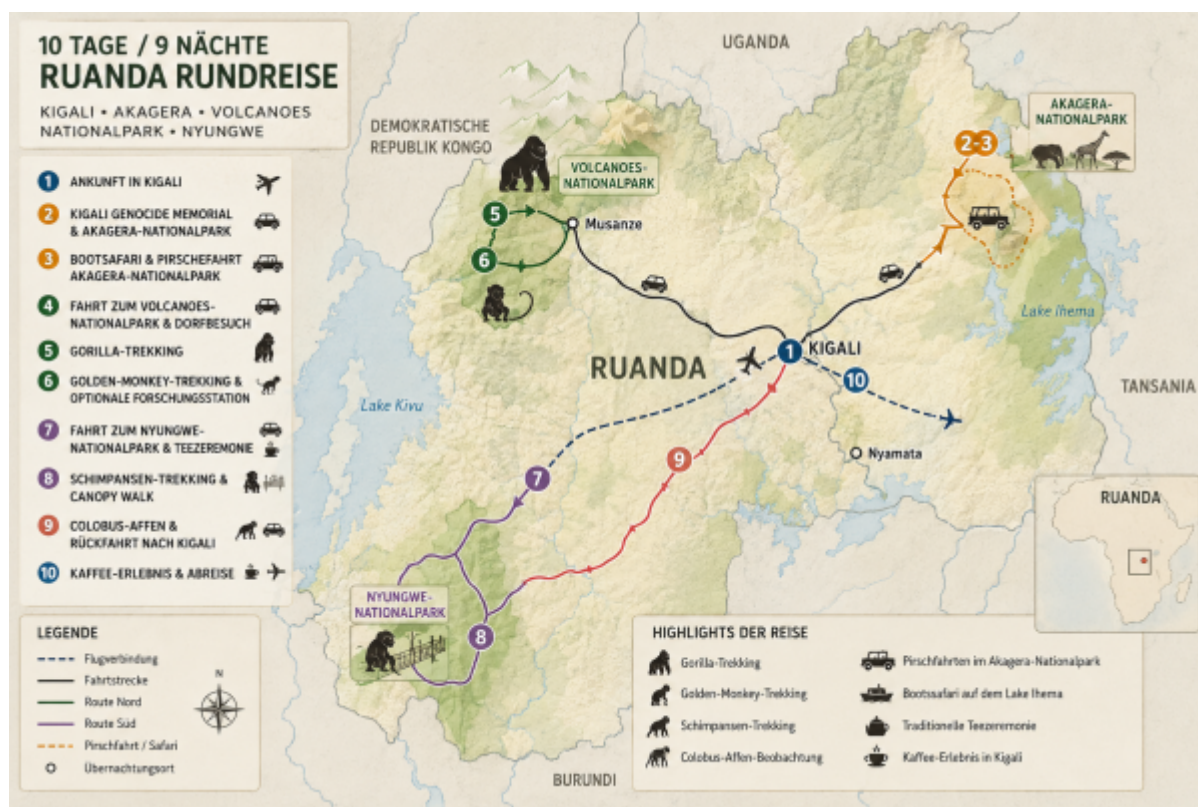 10 TAGE / 9 NÄCHTE
RUANDA RUNDREISE
KIGALI • AKAGERA • VOLCANOES
NATIONALPARK • NYUNGWE
1 ANKUNFT IN KIGALI
2 KIGALI GENOCIDE MEMORIAL
& AKAGERA-NATIONALPARK
3 BOOTSAFARI & PIRSCHEFAHRT
AKAGERA-NATIONALPARK
4 FAHRT ZUM VOLCANOES-
NATIONALPARK & DORFBESUCH
5 GORILLA-TREKKING
6 GOLDEN-MONKEY-TREKKING &
OPTIONALE FORSCHUNGSSTATION
7 FAHRT ZUM NYUNGWE-
NATIONALPARK & TEEZEREMONIE
8 SCHIMPANSEN-TREKKING &
CANOPY WALK
9 COLOBUS-AFFEN &
RÜCKFAHRT NACH KIGALI
10 KAFFEE-ERLEBNIS & ABREISE
LEGENDE
Flugverbindung
Fahrtstrecke
Route Nord
Route Süd
Pirschfahrt / Safari
Übernachtungsort
N
UGANDA
DEMOKRATISCHE
REPUBLIK KONGO
VOLCANOES-
NATIONALPARK
AKAGERA-
NATIONALPARK
2-3
5
Musanze
6
Lake Ihema
1 KIGALI
RUANDA
10
TANSANIA
Lake Kivu
Nyamata
9
7
NYUNGWE-
NATIONALPARK
8
BURUNDI
RUANDA
HIGHLIGHTS DER REISE
Gorilla-Trekking
Golden-Monkey-Trekking
Schimpansen-Trekking
Colobus-Affen-Beobachtung
Pirschfahrten im Akagera-Nationalpark
Bootssafari auf dem Lake Ihema
Traditionelle Teezeremonie
Kaffee-Erlebnis in Kigali